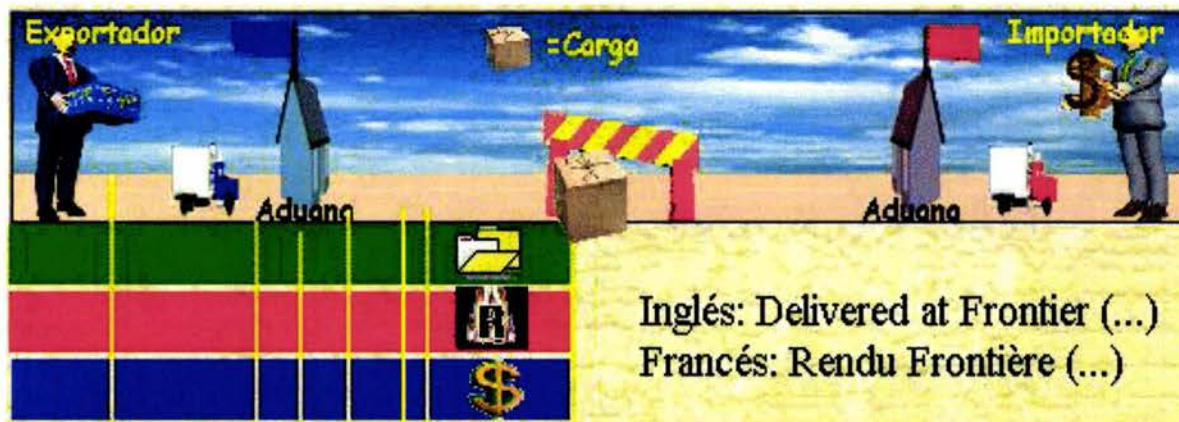 Exportador
=Carga
Importador
Aduana
Aduana
R
$
Inglés: Delivered at Frontier (...)
Francés: Rendu Frontière (...)